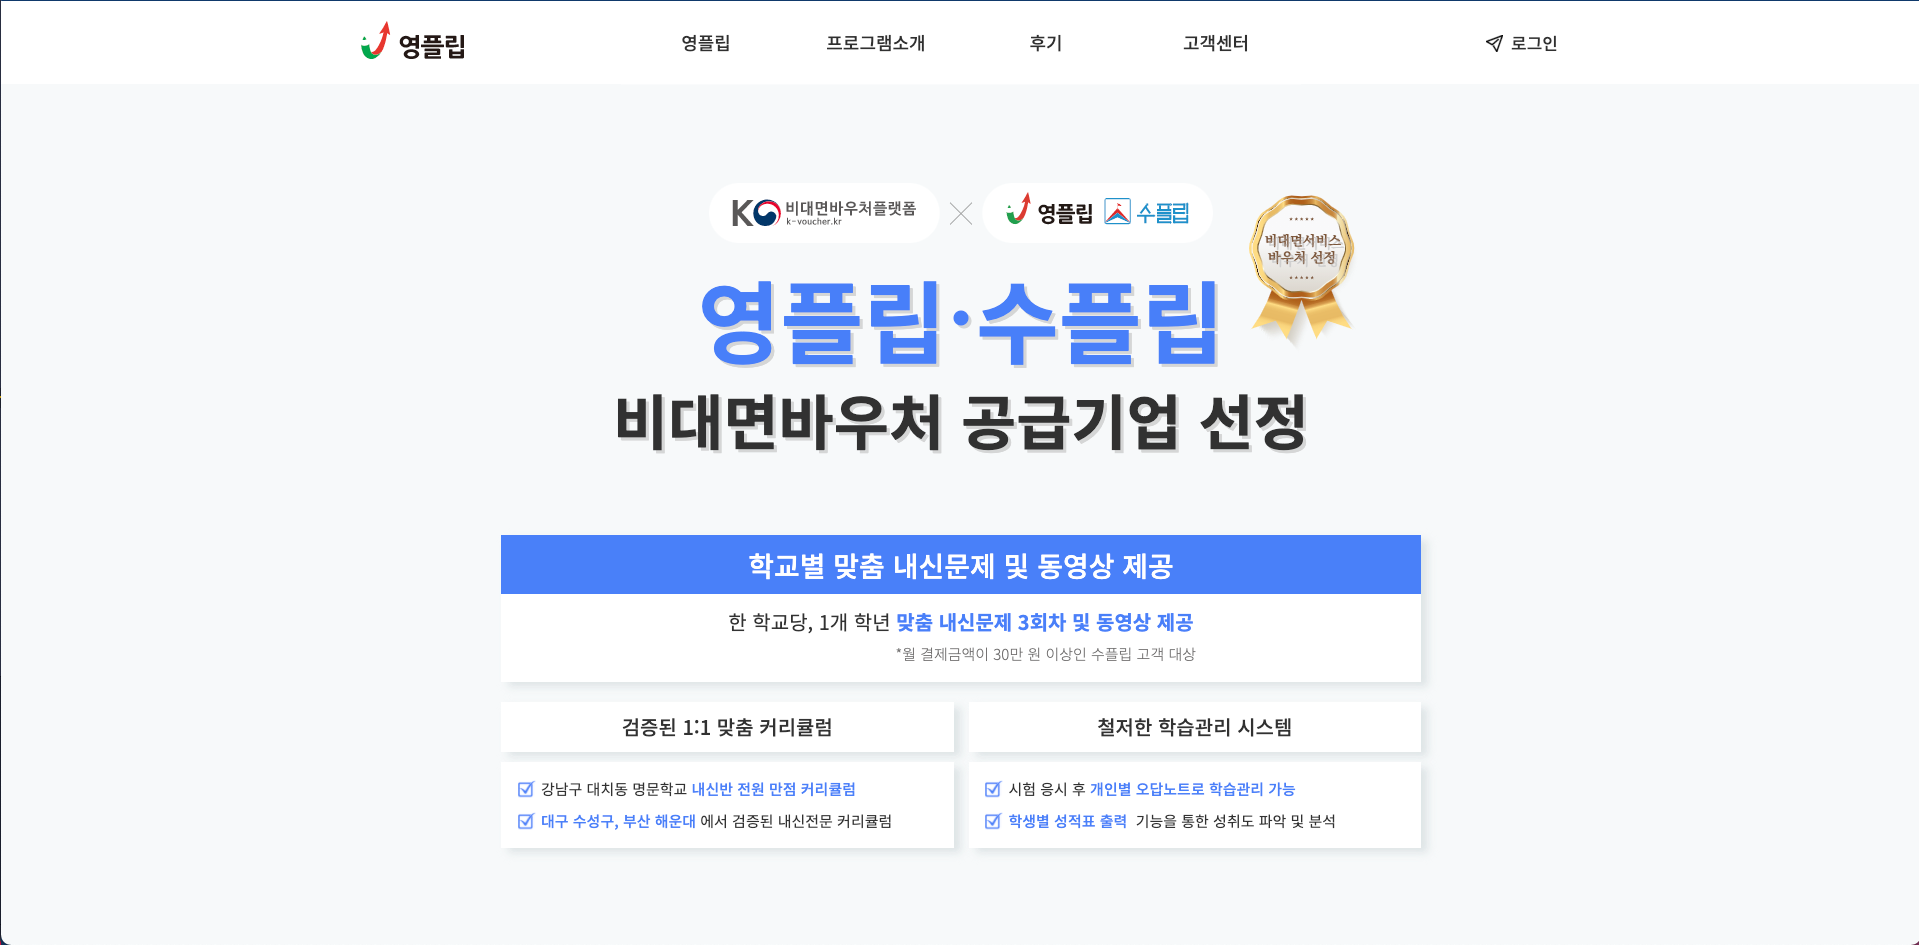 영플립
영플립 프로그램소개 후기 고객센터
로그인
KO 비대면바우처플랫폼
k-voucher.kr
영플립 수플립
비대면서비스
바우처 선정
영플립·수플립
비대면바우처 공급기업 선정
학교별 맞춤 내신문제 및 동영상 제공
한 학교당, 1개 학년 맞춤 내신문제 3회차 및 동영상 제공
*월 결제금액이 30만 원 이상인 수플립 고객 대상
검증된 1:1 맞춤 커리큘럼
강남구 대치동 명문학교 내신반 전원 만점 커리큘럼
대구 수성구, 부산 해운대 에서 검증된 내신전문 커리큘럼
철저한 학습관리 시스템
시험 응시 후 개인별 오답노트로 학습관리 가능
학생별 성적표 출력 기능을 통한 성취도 파악 및 분석